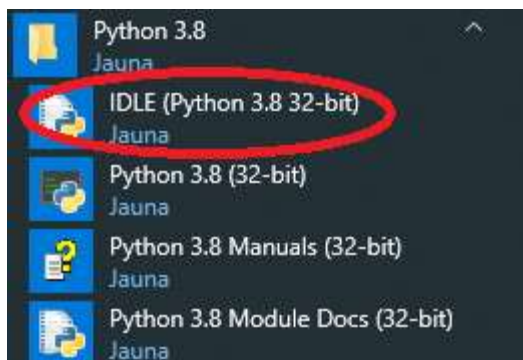 Python 3.8
Jauna
IDLE (Python 3.8 32-bit)
Jauna
Python 3.8 (32-bit)
Jauna
Python 3.8 Manuals (32-bit)
Jauna
Python 3.8 Module Docs (32-bit)
Jauna